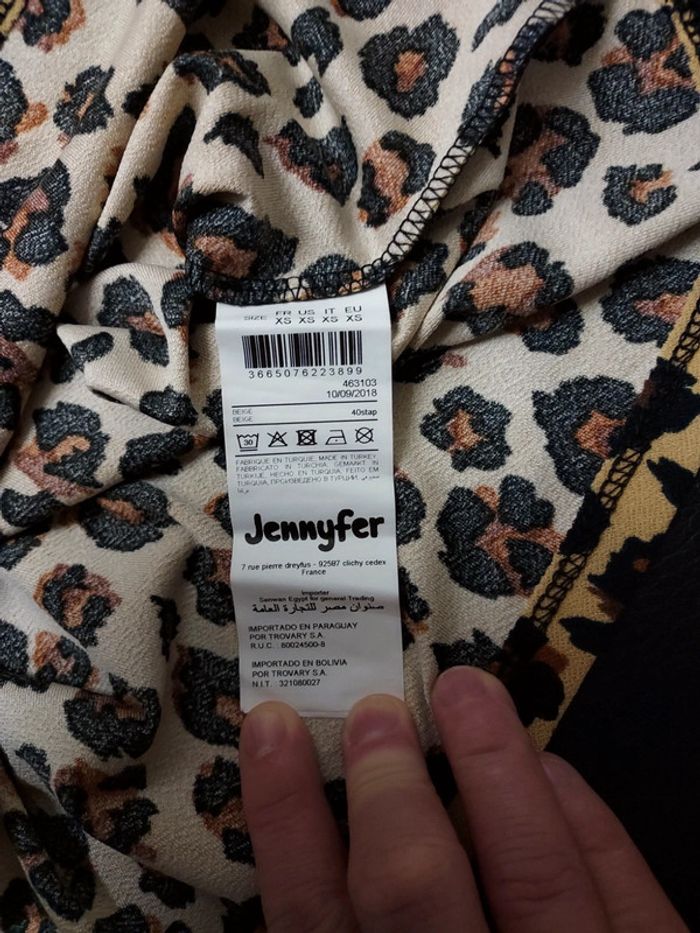 SIZE FR US IT EU
XS XS XS XS
3665076223899
463103
10/09/2018
BEIGE
BEIGE 40stap
30
FABRIQUE EN TURQUIE, MADE IN TURKEY,
FABBRICATO IN TURCHIA, GEMAAKT IN
TURKIJE, HECHO EN TURQUIA, FEITO EM
TURQUIA, ПРОИЗВЕДЕНО В ТУРЦИИ
Jennyfer
7 rue pierre dreyfus - 92587 clichy cedex
France
Importer
Senwan Egypt for general Trading
صنوان مصر للتجارة العامة
IMPORTADO EN PARAGUAY
POR TROVARY S.A.
R.U.C. : 80024500-8
IMPORTADO EN BOLIVIA
POR TROVARY S.A.
N.I.T. : 321080027